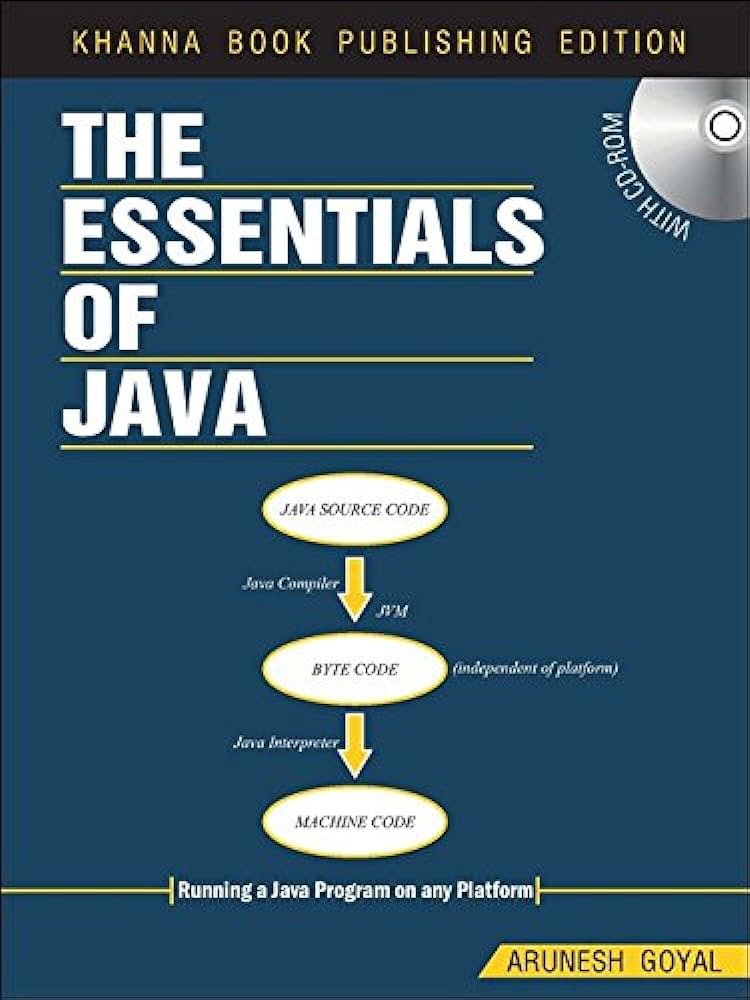 KHANNA BOOK PUBLISHING EDITION
WITH CD-ROM
THE
ESSENTIALS
OF
JAVA
JAVA SOURCE CODE
Java Compiler
JVM
BYTE CODE
(independent of platform)
Java Interpreter
MACHINE CODE
Running a Java Program on any Platform
ARUNESH GOYAL